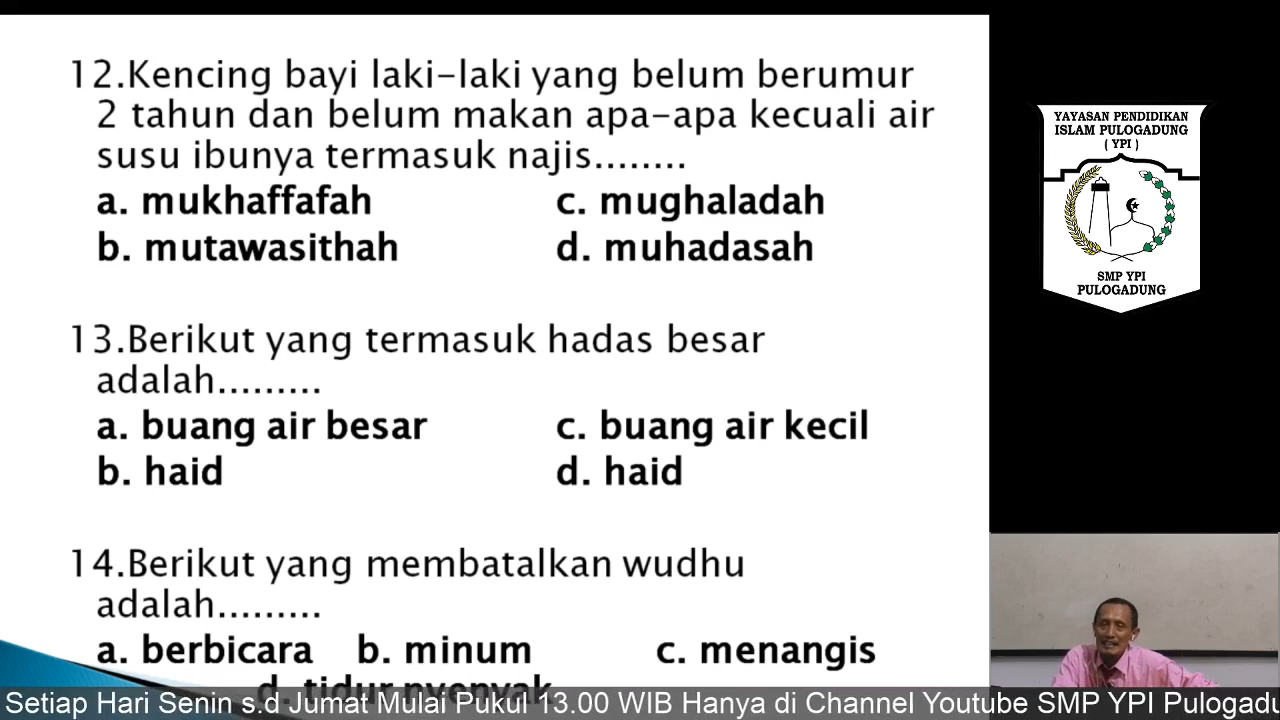 12.Kencing bayi laki-laki yang belum berumur
2 tahun dan belum makan apa-apa kecuali air
susu ibunya termasuk najis........
a. mukhaffafah c. mughaladah
b. mutawasithah d. muhadasah
13.Berikut yang termasuk hadas besar
adalah.........
a. buang air besar c. buang air kecil
b. haid d. haid
14.Berikut yang membatalkan wudhu
adalah.........
a. berbicara b. minum c. menangis
d. tidur nyenyak
YAYASAN PENDIDIKAN
ISLAM PULOGADUNG
( YPI )
SMP YPI
PULOGADUNG
Setiap Hari Senin s.d Jumat Mulai Pukul 13.00 WIB Hanya di Channel Youtube SMP YPI Pulogadu